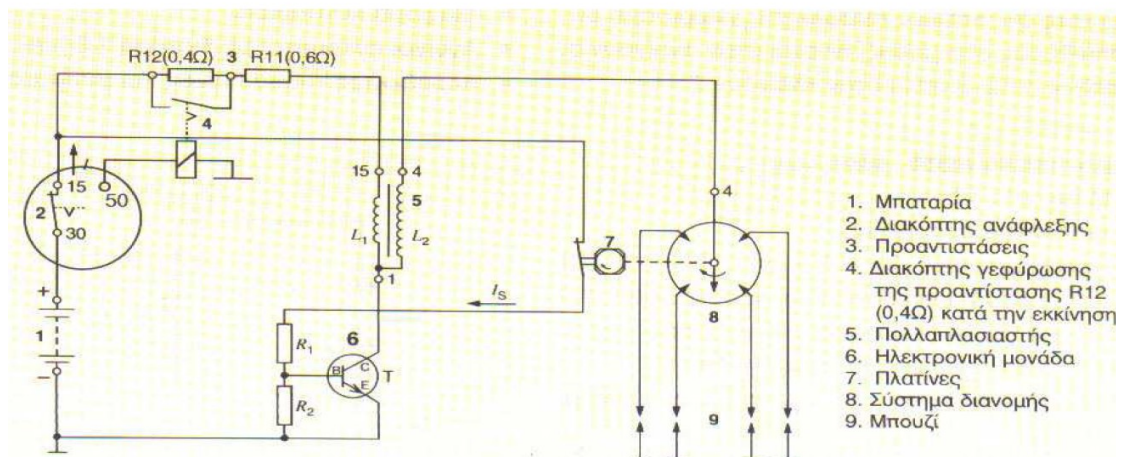 R12(0,4Ω) 3 R11(0,6Ω)
4
I
15
50
2
30
+
1
−
15 4
5
L1 L2
1
IS
R1
6
B C E
T
R2
7
4
8
9
1. Μπαταρία
2. Διακόπτης ανάφλεξης
3. Προαντιστάσεις
4. Διακόπτης γεφύρωσης
της προαντίστασης R12
(0,4Ω) κατά την εκκίνηση
5. Πολλαπλασιαστής
6. Ηλεκτρονική μονάδα
7. Πλατίνες
8. Σύστημα διανομής
9. Μπουζί